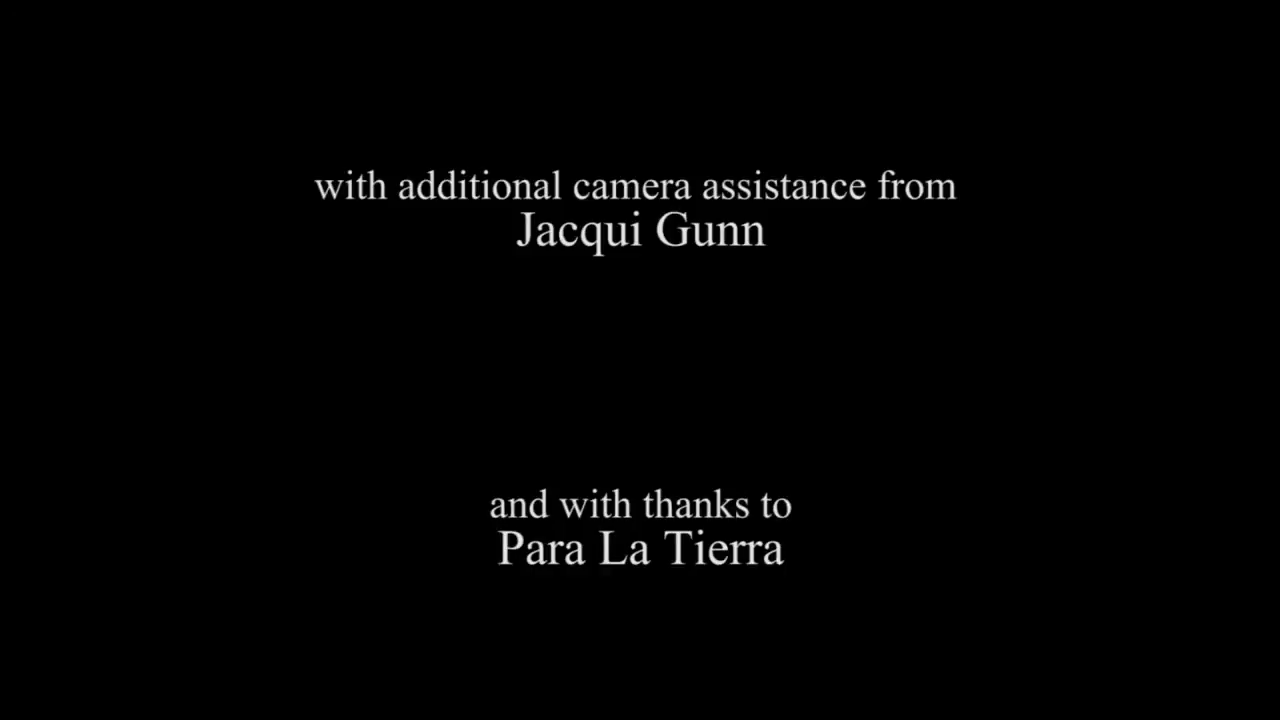 with additional camera assistance from
Jacqui Gunn
and with thanks to
Para La Tierra